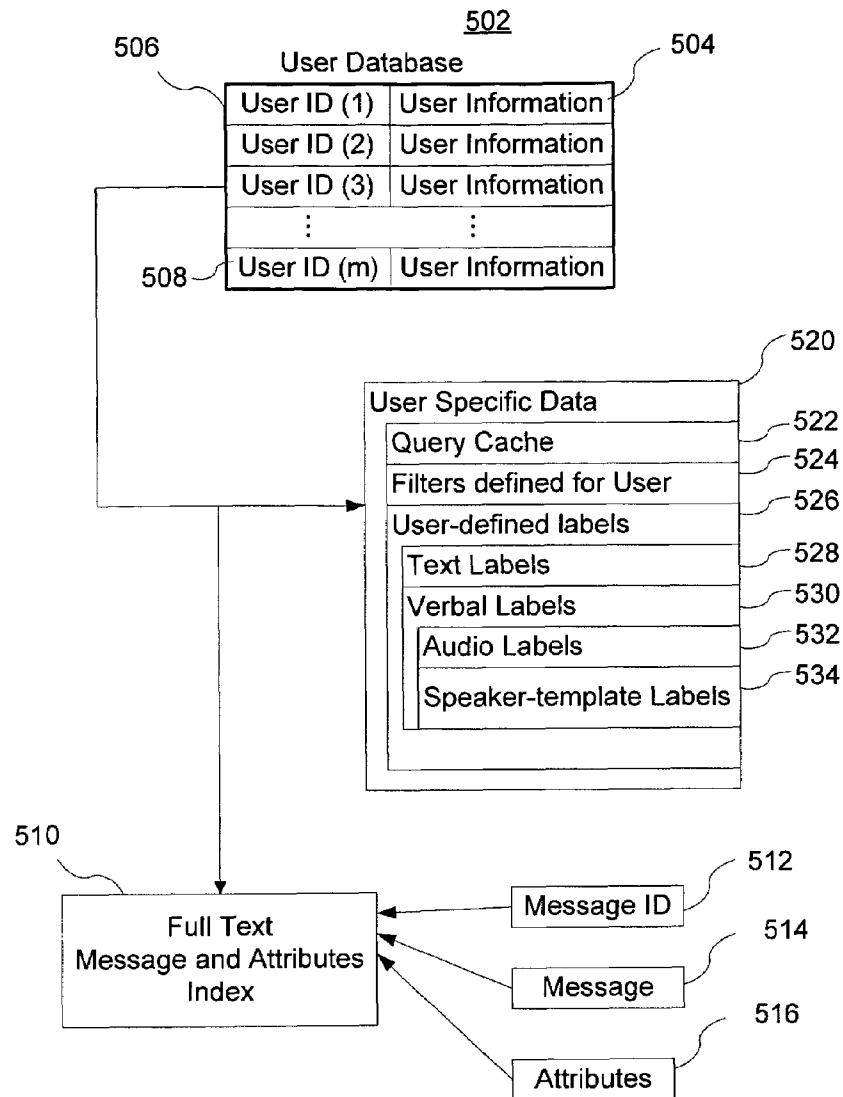 502
506
504
User Database
User ID (1) User Information
User ID (2) User Information
User ID (3) User Information
⋮ ⋮
508
User ID (m) User Information
520
User Specific Data
522
Query Cache
524
Filters defined for User
526
User-defined labels
528
Text Labels
530
Verbal Labels
532
Audio Labels
534
Speaker-template Labels
510
512
Full Text
Message and Attributes
Index
Message ID
514
Message
516
Attributes